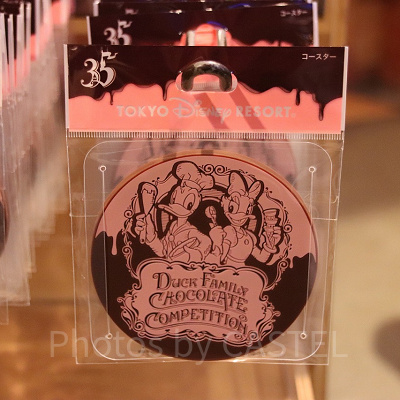 35
コースター
TOKYO DISNEY RESORT.
DUCK FAMILY
CHOCOLATE
COMPETITION
Photos by CASTEL